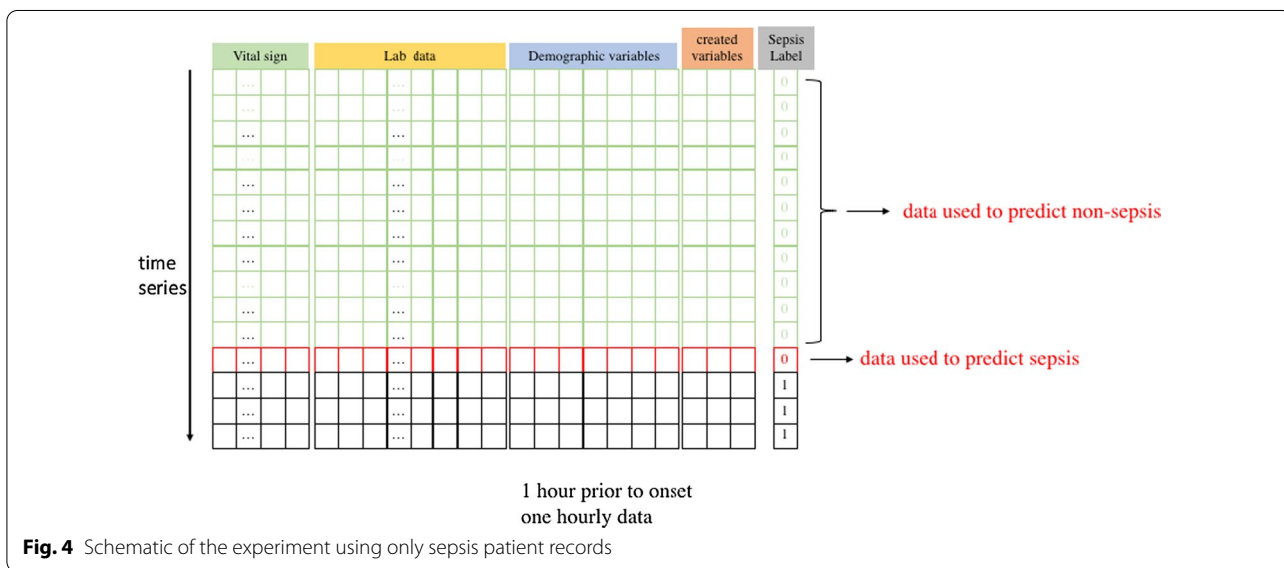 Vital sign Lab data Demographic variables created variables Sepsis Label
... ... 0
... ... 0
... ... 0
... ... 0
... ... 0
... ... 0
... ... 0
... ... 0
... ... 0
... ... 0
... ... 0
... ... 0
... ... 1
... ... 1
... ... 1
time
series
data used to predict non-sepsis
data used to predict sepsis
1 hour prior to onset
one hourly data
Fig. 4 Schematic of the experiment using only sepsis patient records